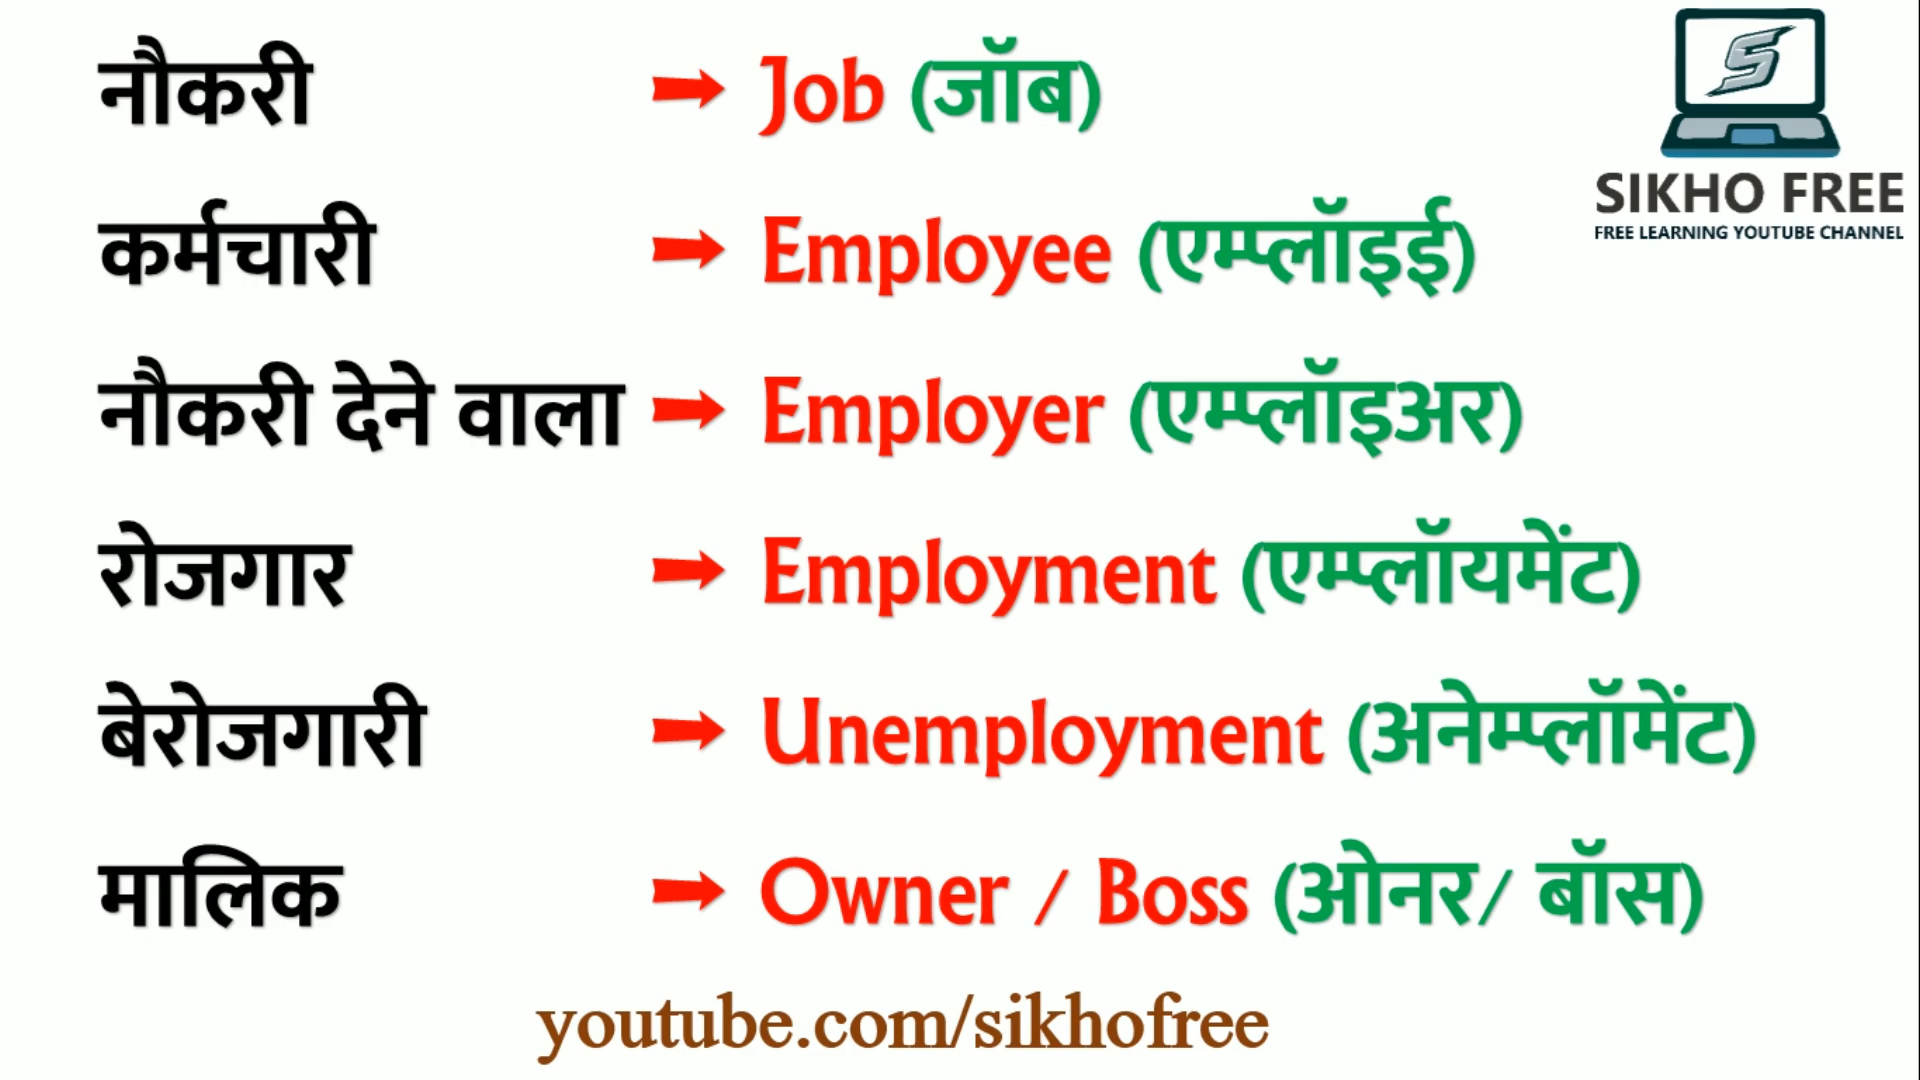 नौकरी ➡ Job (जॉब)
SIKHO FREE
FREE LEARNING YOUTUBE CHANNEL
कर्मचारी ➡ Employee (एम्प्लॉइई)
नौकरी देने वाला ➡ Employer (एम्प्लॉइअर)
रोजगार ➡ Employment (एम्प्लॉयमेंट)
बेरोजगारी ➡ Unemployment (अनेम्प्लॉमेंट)
मालिक ➡ Owner / Boss (ओनर/ बॉस)
youtube.com/sikhofree